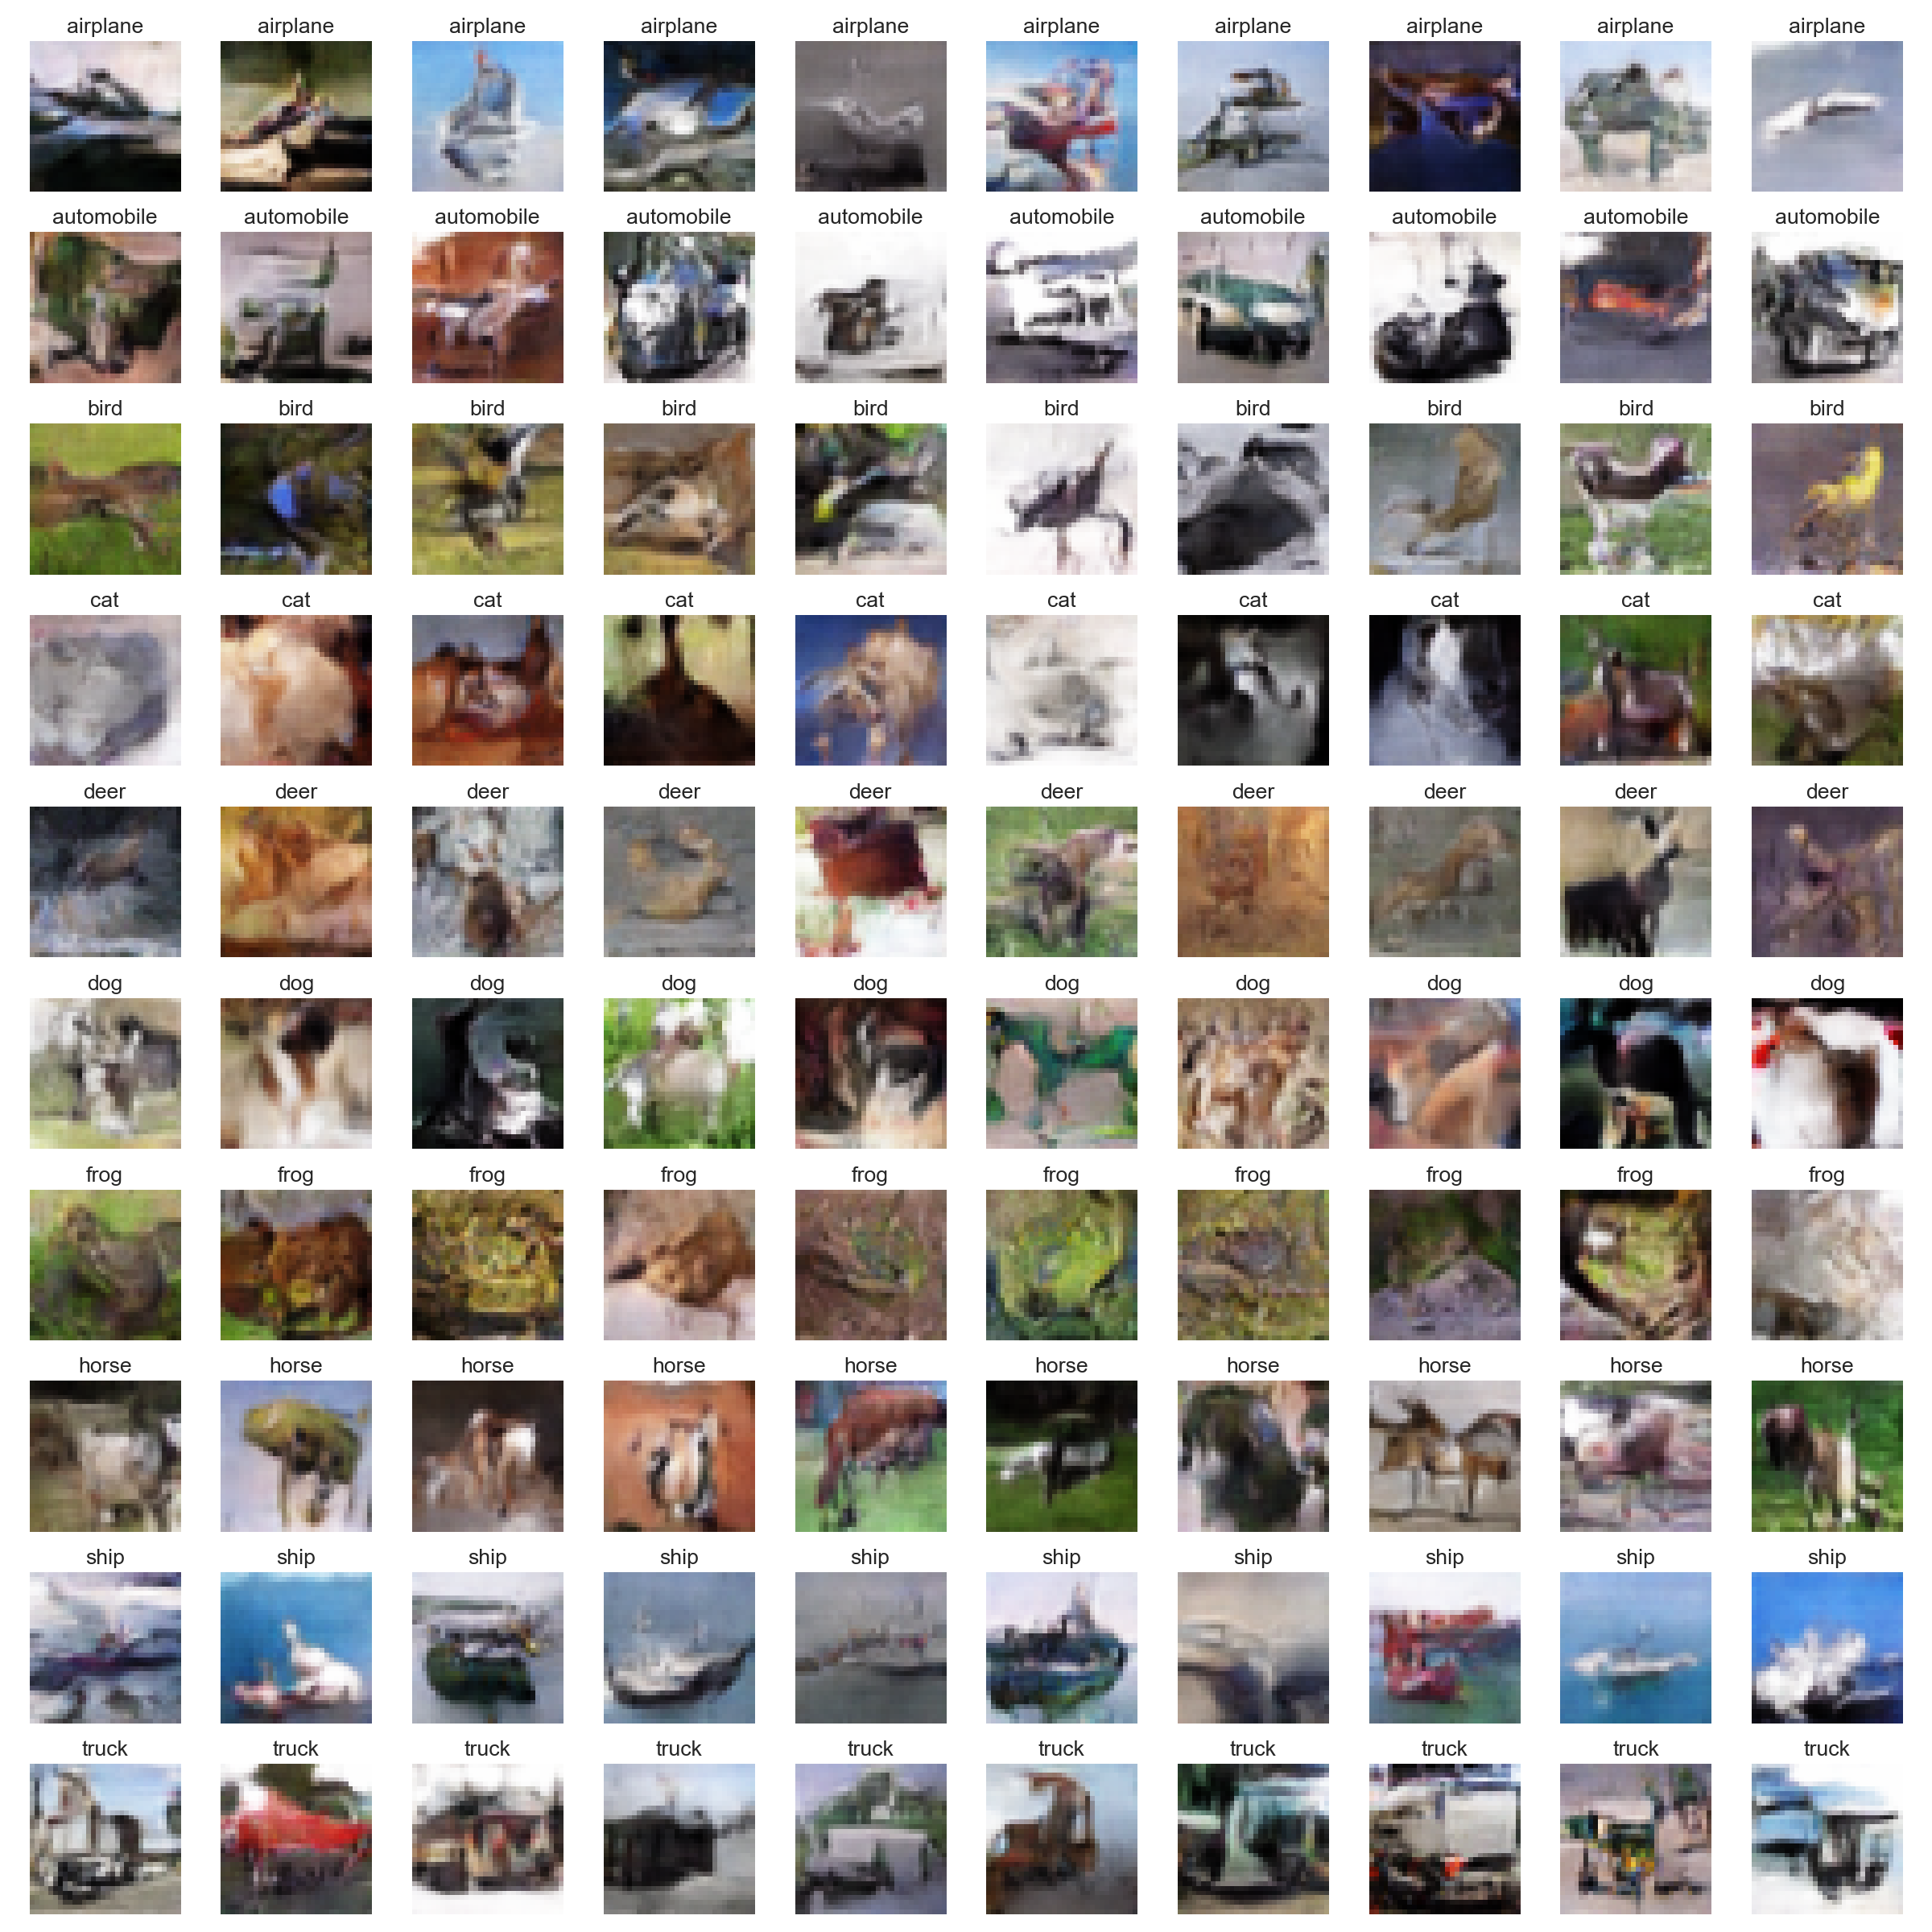 airplane airplane airplane airplane airplane airplane airplane airplane airplane airplane
automobile automobile automobile automobile automobile automobile automobile automobile automobile automobile
bird bird bird bird bird bird bird bird bird bird
cat cat cat cat cat cat cat cat cat cat
deer deer deer deer deer deer deer deer deer deer
dog dog dog dog dog dog dog dog dog dog
frog frog frog frog frog frog frog frog frog frog
horse horse horse horse horse horse horse horse horse horse
ship ship ship ship ship ship ship ship ship ship
truck truck truck truck truck truck truck truck truck truck